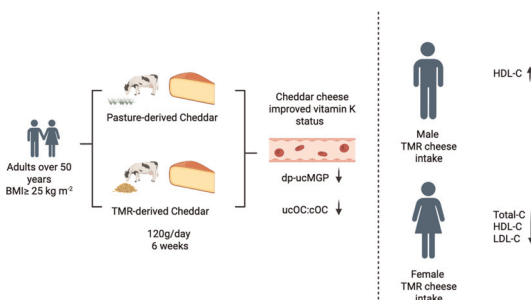 Adults over 50
years
BMI≥ 25 kg m⁻²
Pasture-derived Cheddar
TMR-derived Cheddar
120g/day
6 weeks
Cheddar cheese
improved vitamin K
status
dp-ucMGP
ucOC:cOC
Male
TMR cheese
intake
HDL-C
Female
TMR cheese
intake
Total-C
HDL-C
LDL-C